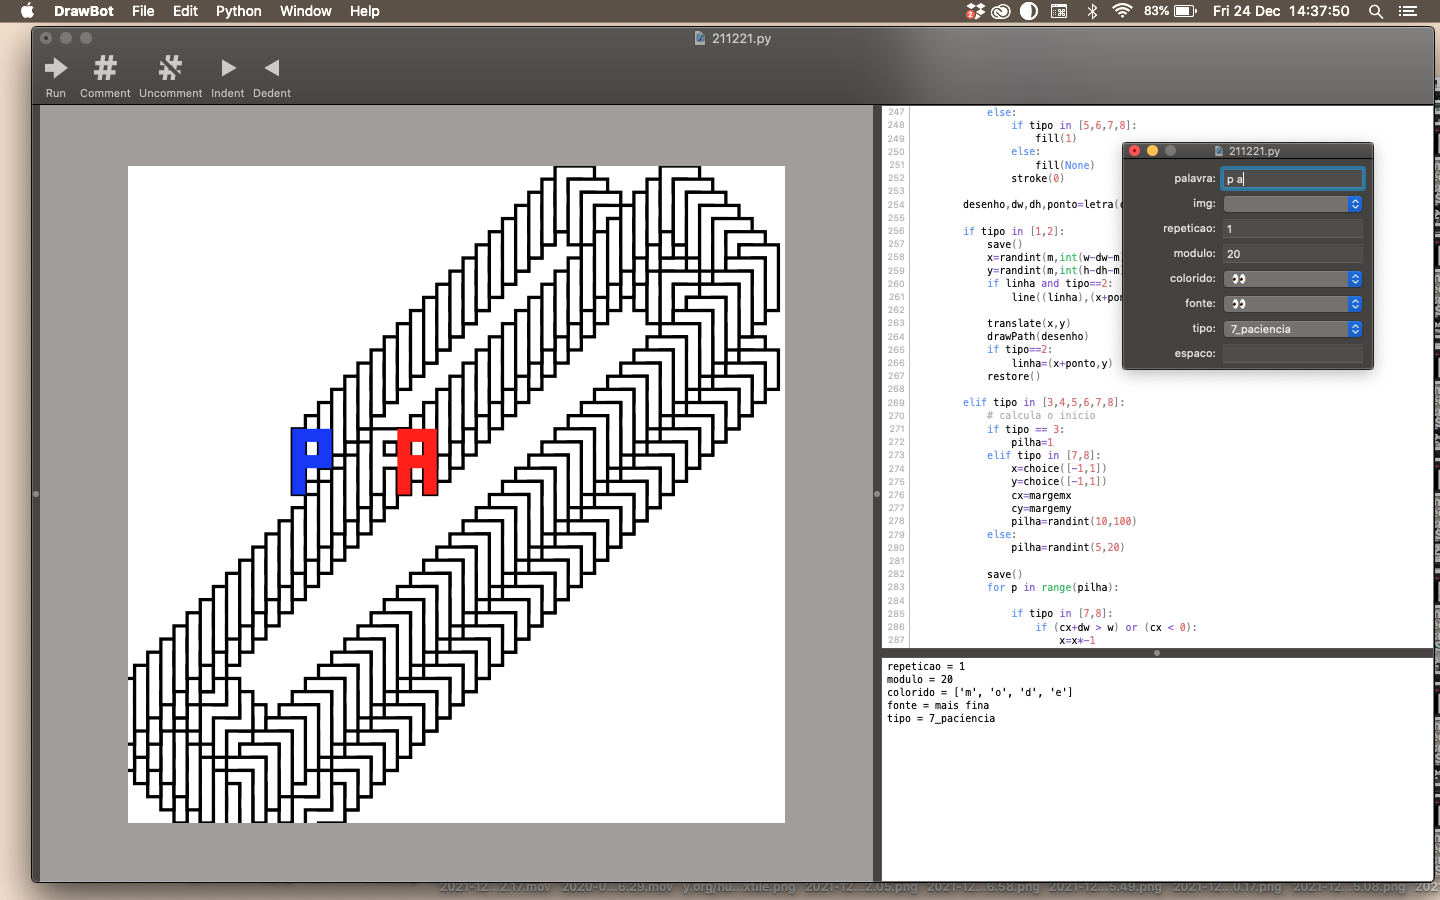 DrawBot File Edit Python Window Help 2 83% Fri 24 Dec 14:37:50
211221.py
Run Comment Uncomment Indent Dedent
P A
247 else:
248 if tipo in [5,6,7,8]:
249 fill(1)
250 else:
251 fill(None)
252 stroke(0)
253
254 desenho,dw,dh,ponto=letra(
255
256 if tipo in [1,2]:
257 save()
258 x=randint(m,int(w-dw-m
259 y=randint(m,int(h-dh-m
260 if linha and tipo==2:
261 line((linha),(x+pon
262
263 translate(x,y)
264 drawPath(desenho)
265 if tipo==2:
266 linha=(x+ponto,y)
267 restore()
268
269 elif tipo in [3,4,5,6,7,8]:
270 # calcula o inicio
271 if tipo == 3:
272 pilha=1
273 elif tipo in [7,8]:
274 x=choice([-1,1])
275 y=choice([-1,1])
276 cx=margemx
277 cy=margemy
278 pilha=randint(10,100)
279 else:
280 pilha=randint(5,20)
281
282 save()
283 for p in range(pilha):
284
285 if tipo in [7,8]:
286 if (cx+dw > w) or (cx < 0):
287 x=x*-1
211221.py
palavra: p a
img:
repeticao: 1
modulo: 20
colorido: 👀
fonte: 👀
tipo: 7_paciencia
espaco:
repeticao = 1
modulo = 20
colorido = ['m', 'o', 'd', 'e']
fonte = mais fina
tipo = 7_paciencia
2021-12...2.17.mov 2020-0...6.29.mov y.org/hu...xtile.png 2021-12...2.05.png 2021-12...6.58.png 2021-12...5.49.png 2021-12...0.17.png 2021-12...5.08.png 202